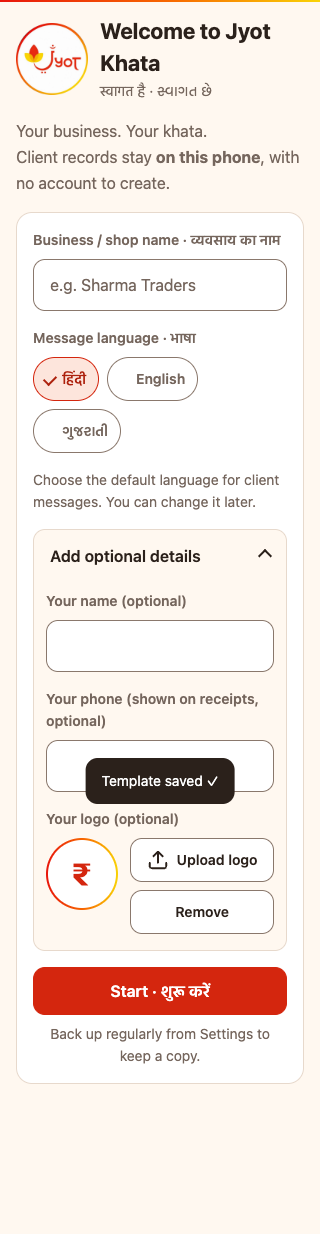 Jyot
Welcome to Jyot
Khata
स्वागत है · સ્વાગત છે
Your business. Your khata.
Client records stay on this phone, with
no account to create.
Business / shop name · व्यवसाय का नाम
e.g. Sharma Traders
Message language · भाषा
हिंदी
English
ગુજરાતી
Choose the default language for client
messages. You can change it later.
Add optional details
Your name (optional)
Your phone (shown on receipts,
optional)
Template saved ✓
Your logo (optional)
₹
Upload logo
Remove
Start · शुरू करें
Back up regularly from Settings to
keep a copy.